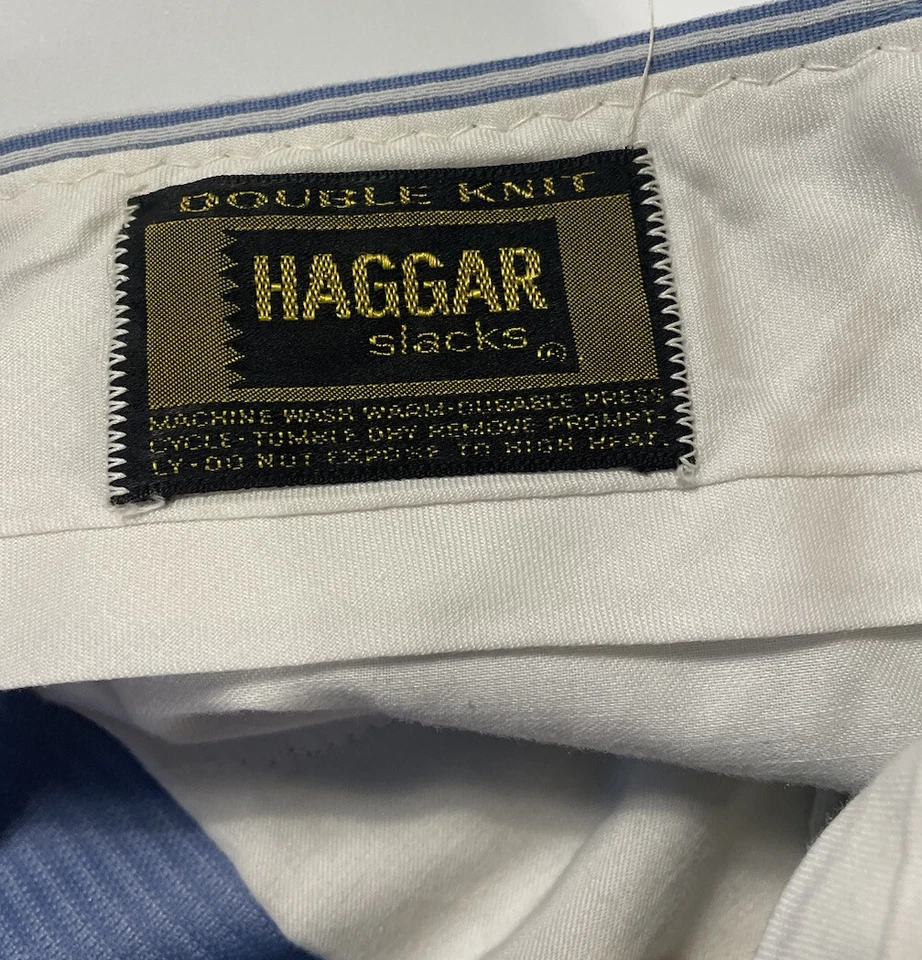 DOUBLE KNIT
HAGGAR
slacks ®
MACHINE WASH WARM-DURABLE PRESS
CYCLE-TUMBLE DRY REMOVE PROMPT-
LY-DO NOT EXPOSE TO HIGH HEAT.